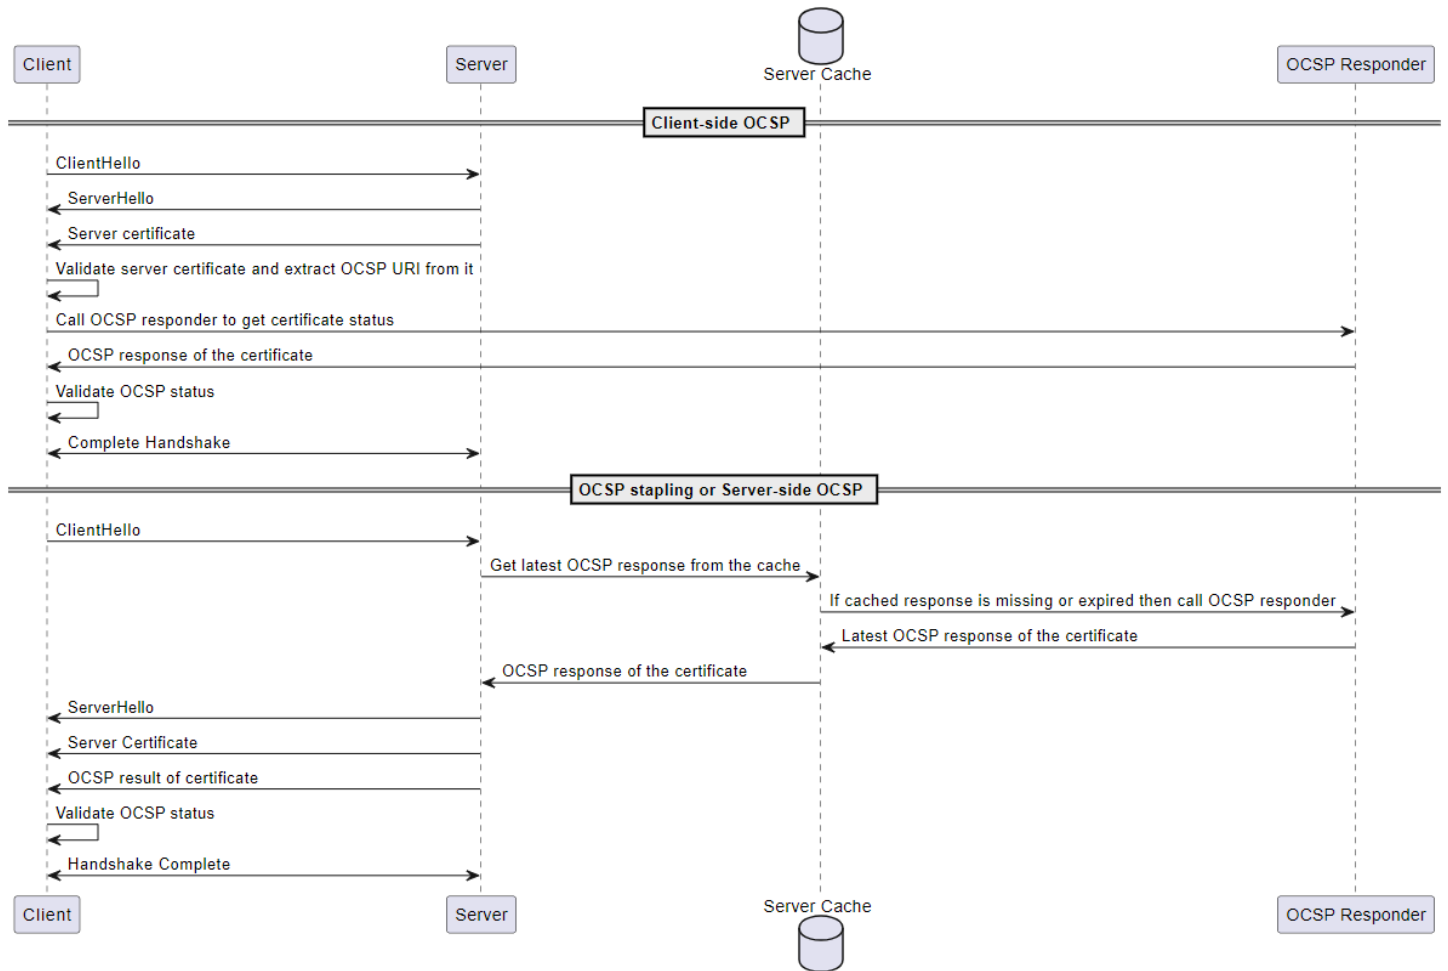 Client
Server
Server Cache
OCSP Responder
Client-side OCSP
ClientHello
ServerHello
Server certificate
Validate server certificate and extract OCSP URI from it
Call OCSP responder to get certificate status
OCSP response of the certificate
Validate OCSP status
Complete Handshake
OCSP stapling or Server-side OCSP
ClientHello
Get latest OCSP response from the cache
If cached response is missing or expired then call OCSP responder
Latest OCSP response of the certificate
OCSP response of the certificate
ServerHello
Server Certificate
OCSP result of certificate
Validate OCSP status
Handshake Complete
Client
Server
Server Cache
OCSP Responder